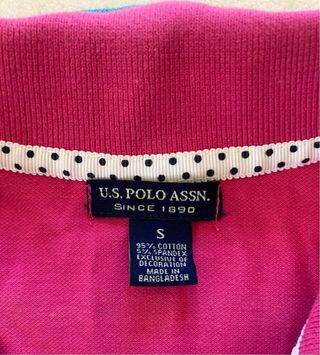 U.S. POLO ASSN.
SINCE 1890
S
95% COTTON
5% SPANDEX
EXCLUSIVE OF
DECORATION
MADE IN
BANGLADESH